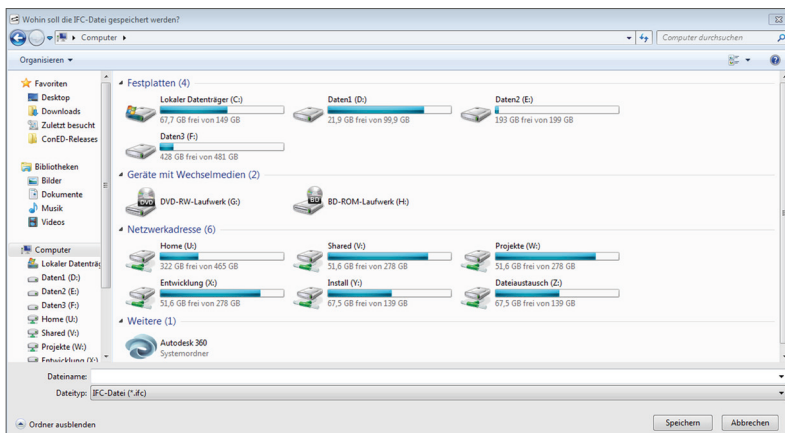 Wohin soll die IFC-Datei gespeichert werden?
Computer
Computer durchsuchen
Organisieren
Favoriten
Desktop
Downloads
Zuletzt besucht
ConED-Releases
Bibliotheken
Bilder
Dokumente
Musik
Videos
Computer
Lokaler Datenträg
Daten1 (D:)
Daten2 (E:)
Daten3 (F:)
Home (U:)
Shared (V:)
Projekte (W:)
Entwicklung (X:)
Festplatten (4)
Lokaler Datenträger (C:)
67,7 GB frei von 149 GB
Daten1 (D:)
21,9 GB frei von 99,9 GB
Daten2 (E:)
193 GB frei von 199 GB
Daten3 (F:)
428 GB frei von 481 GB
Geräte mit Wechselmedien (2)
DVD
DVD-RW-Laufwerk (G:)
BD
BD-ROM-Laufwerk (H:)
Netzwerkadresse (6)
Home (U:)
322 GB frei von 465 GB
Shared (V:)
51,6 GB frei von 278 GB
Projekte (W:)
51,6 GB frei von 278 GB
Entwicklung (X:)
51,6 GB frei von 278 GB
Install (Y:)
67,5 GB frei von 139 GB
Dateiaustausch (Z:)
67,5 GB frei von 139 GB
Weitere (1)
Autodesk 360
Systemordner
Dateiname:
Dateityp: IFC-Datei (*.ifc)
Ordner ausblenden
Speichern
Abbrechen